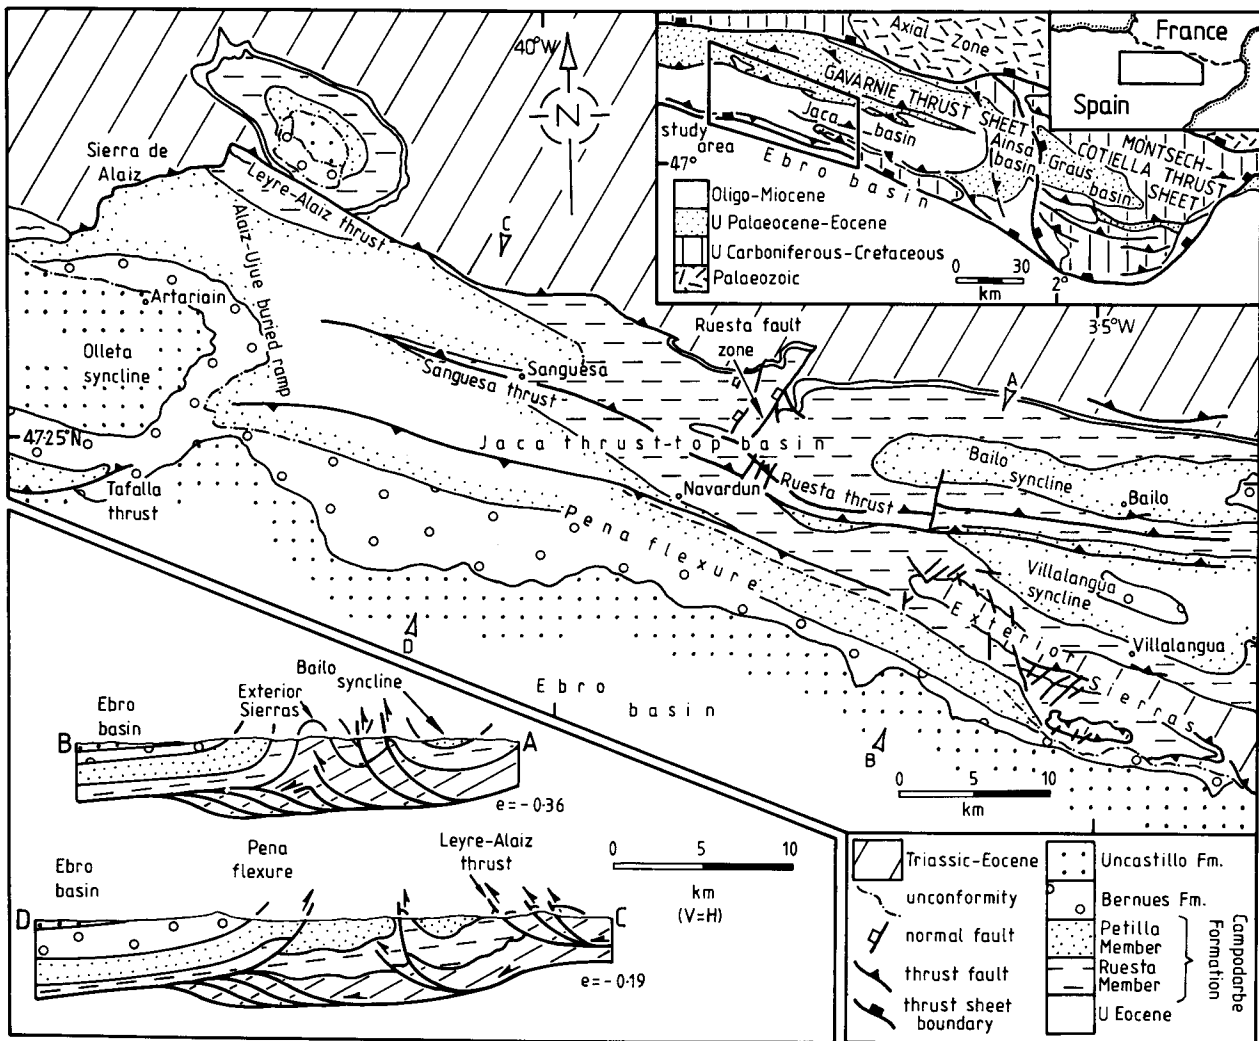 40°W
N
Axial Zone
France
Spain
GAVARNIE THRUST SHEET
Jaca basin
study area
47°
Ebro basin
Ainsa basin
Graus basin
MONTSECH-
COTIELLA THRUST
SHEET
Oligo-Miocene
U Palaeocene-Eocene
U Carboniferous-Cretaceous
Palaeozoic
0 30
km
2°
3·5°W
Sierra de
Alaiz
Leyre-Alaiz thrust
C
Alaiz-Ujue buried ramp
Artariain
Olleta
syncline
47·25°N
Tafalla
thrust
Sanguesa
Sanguesa thrust
Ruesta fault
zone
A
Jaca thrust-top basin
Bailo
syncline
Bailo
Navardun
Ruesta thrust
Pena flexure
Villalangua
syncline
Villalangua
Exterior Sierras
D
Ebro
basin
B
0 5 10
km
Bailo
syncline
Exterior
Sierras
Ebro
basin
B
A
e=-0·36
Pena
flexure
Leyre-Alaiz
thrust
Ebro
basin
0 5 10
km
(V=H)
D
C
e=-0·19
Triassic-Eocene
unconformity
normal fault
thrust fault
thrust sheet
boundary
Uncastillo Fm.
Bernues Fm.
Petilla
Member
Ruesta
Member
U Eocene
Campodarbe
Formation